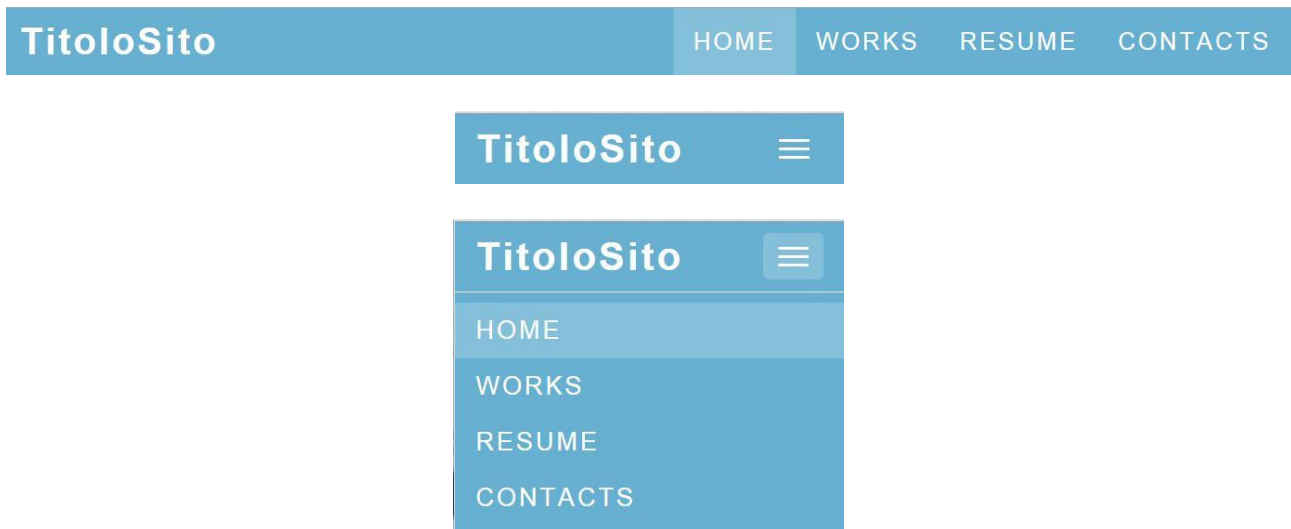 TitoloSito HOME WORKS RESUME CONTACTS
TitoloSito
TitoloSito
HOME
WORKS
RESUME
CONTACTS